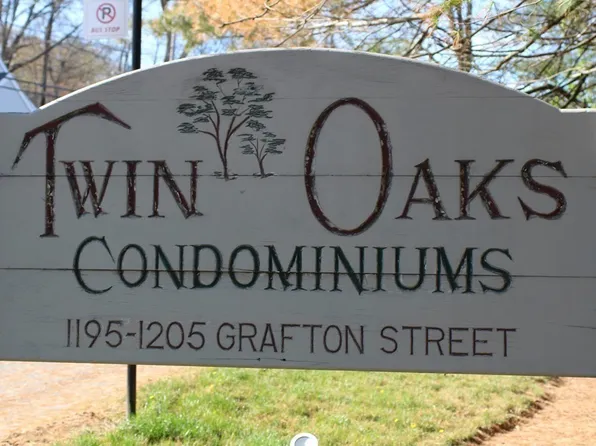 BUS STOP
TWIN OAKS
CONDOMINIUMS
1195-1205 GRAFTON STREET